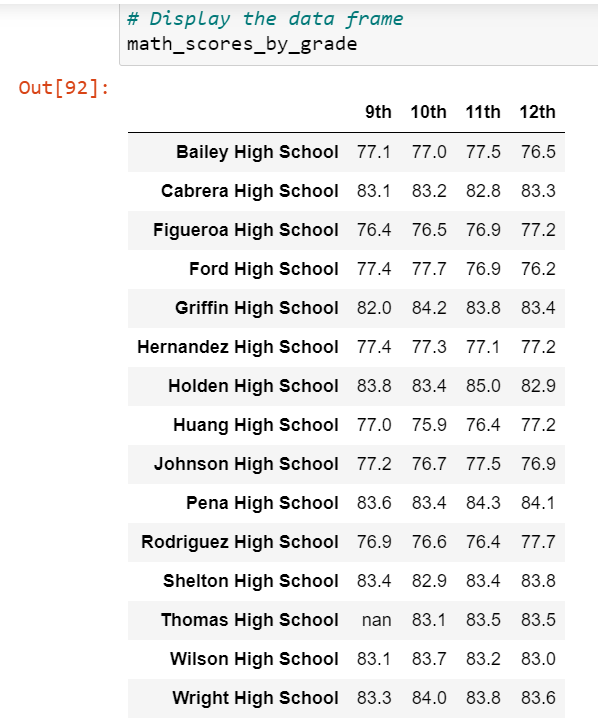 # Display the data frame
math_scores_by_grade
Out[92]:
9th 10th 11th 12th
Bailey High School 77.1 77.0 77.5 76.5
Cabrera High School 83.1 83.2 82.8 83.3
Figueroa High School 76.4 76.5 76.9 77.2
Ford High School 77.4 77.7 76.9 76.2
Griffin High School 82.0 84.2 83.8 83.4
Hernandez High School 77.4 77.3 77.1 77.2
Holden High School 83.8 83.4 85.0 82.9
Huang High School 77.0 75.9 76.4 77.2
Johnson High School 77.2 76.7 77.5 76.9
Pena High School 83.6 83.4 84.3 84.1
Rodriguez High School 76.9 76.6 76.4 77.7
Shelton High School 83.4 82.9 83.4 83.8
Thomas High School nan 83.1 83.5 83.5
Wilson High School 83.1 83.7 83.2 83.0
Wright High School 83.3 84.0 83.8 83.6